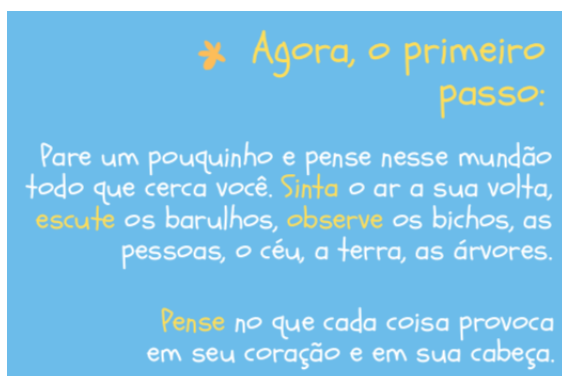 Agora, o primeiro
passo:
Pare um pouquinho e pense nesse mundão
todo que cerca você. Sinta o ar a sua volta,
escute os barulhos, observe os bichos, as
pessoas, o céu, a terra, as árvores.
Pense no que cada coisa provoca
em seu coração e em sua cabeça.